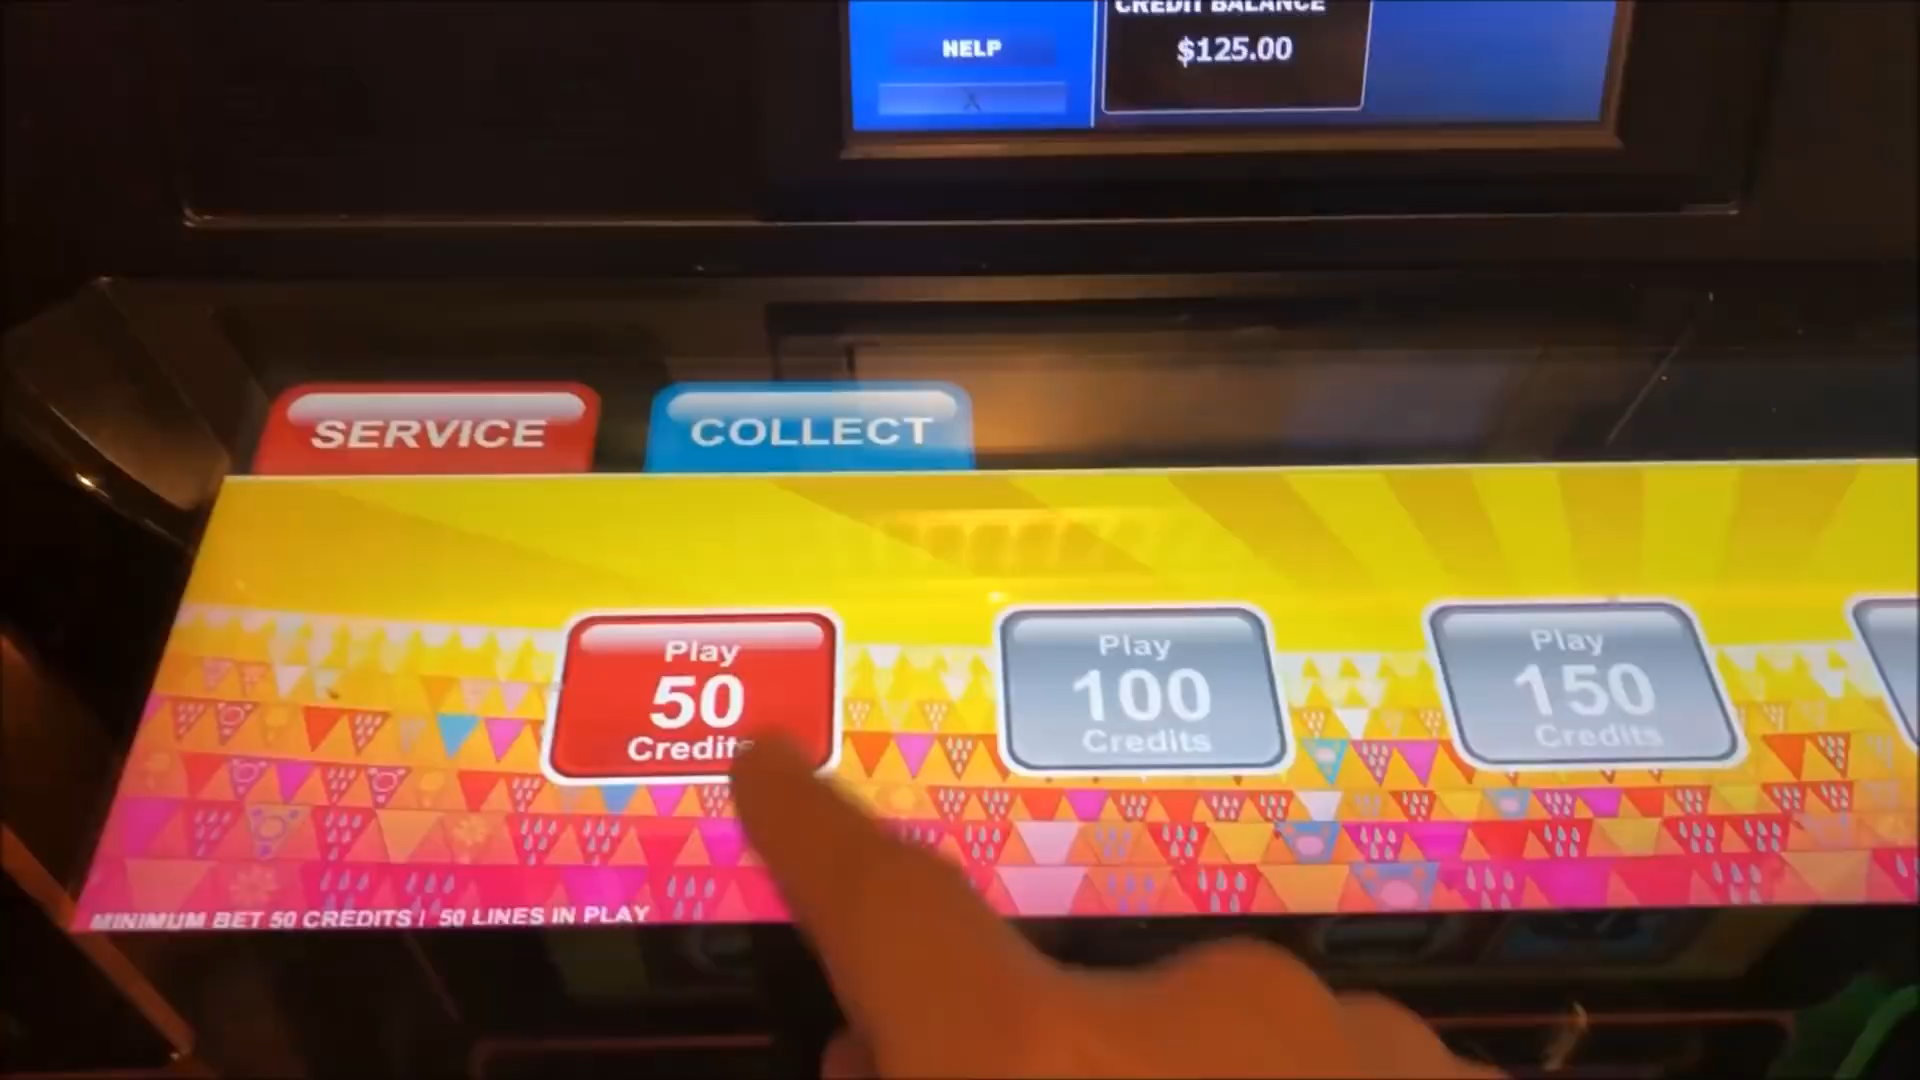 CREDIT BALANCE
HELP
$125.00
X
SERVICE
COLLECT
Play
50
Credits
Play
100
Credits
Play
150
Credits
MINIMUM BET 50 CREDITS | 50 LINES IN PLAY